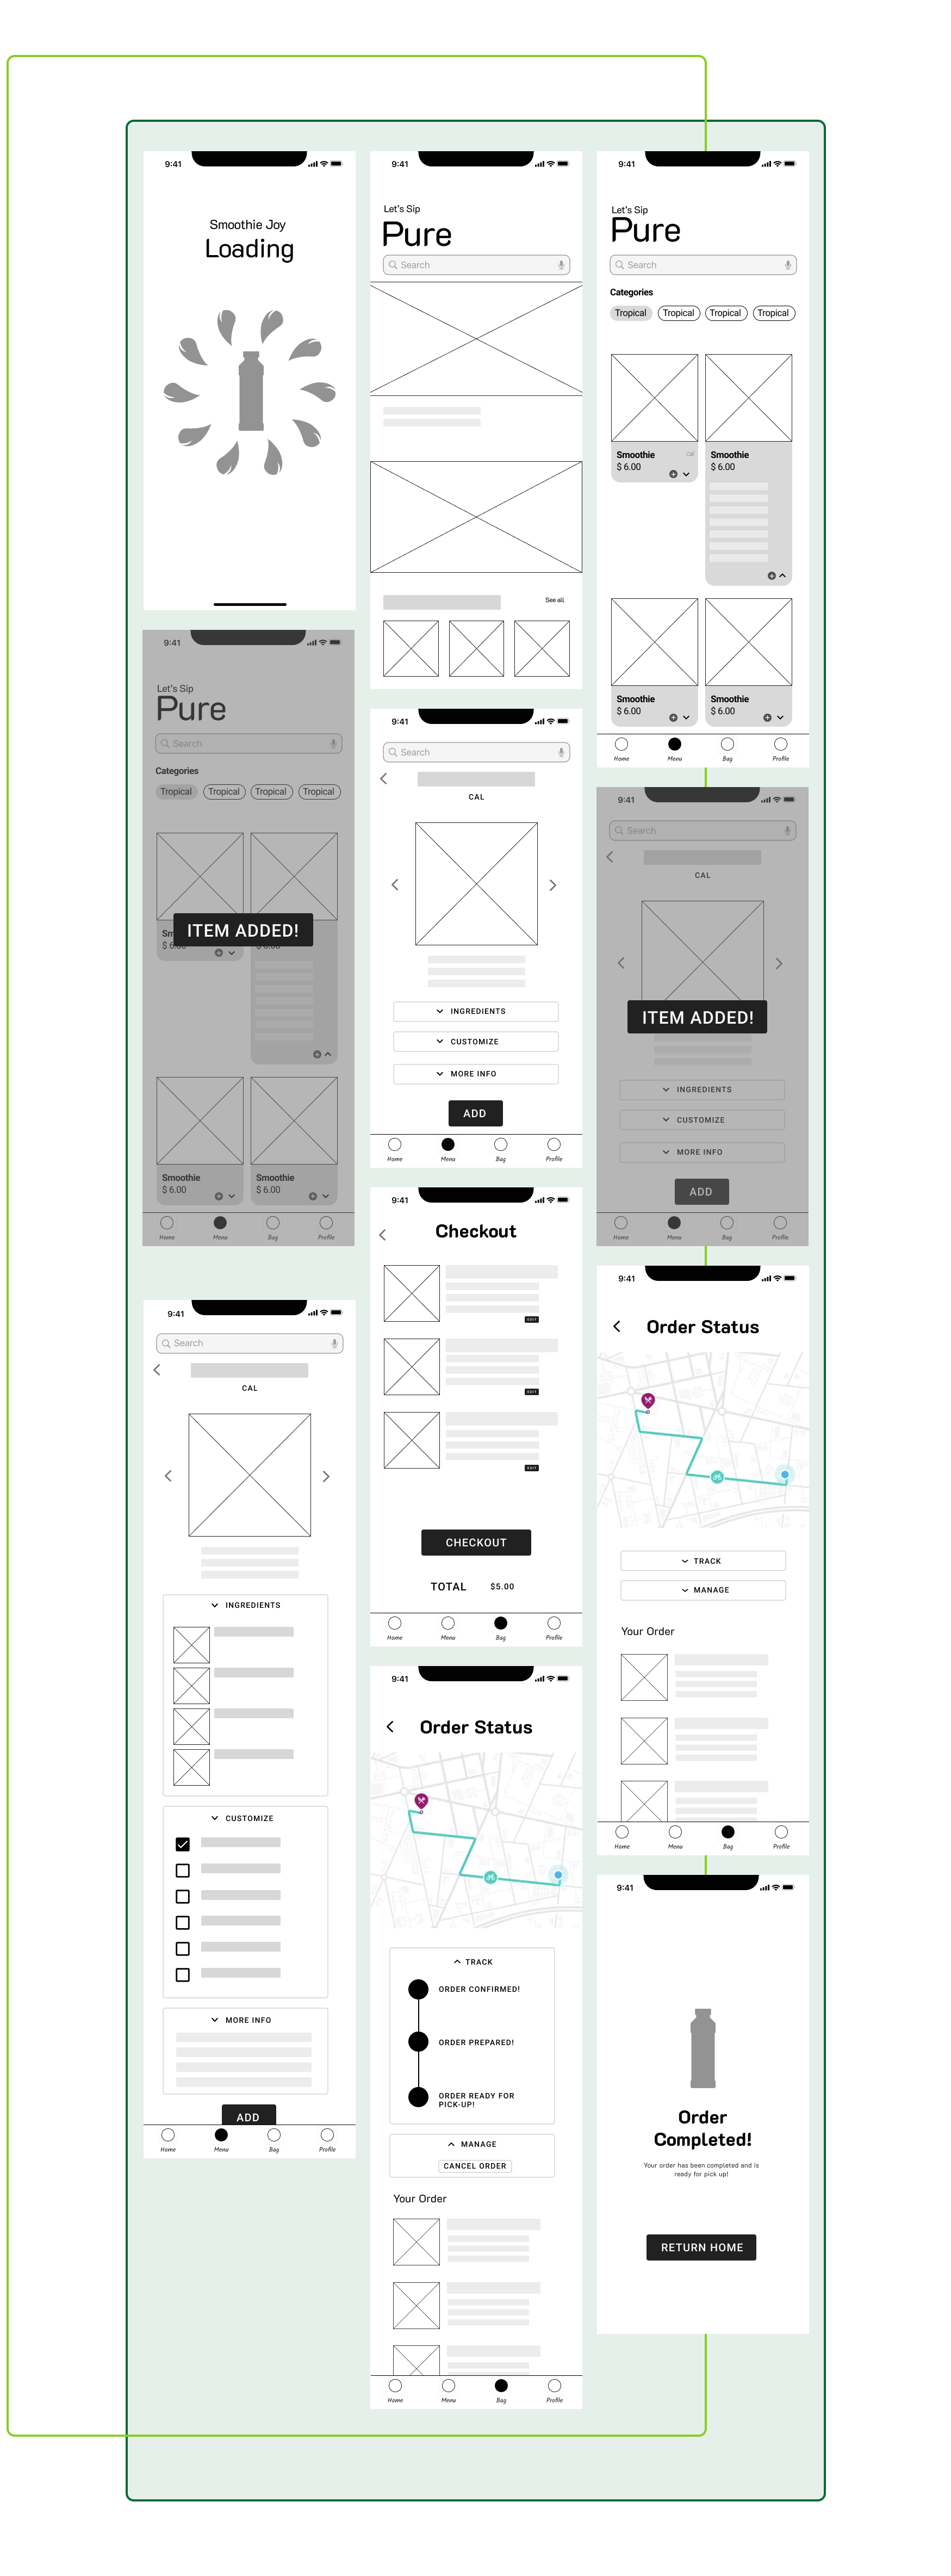 9:41
Smoothie Joy
Loading
9:41
Let's Sip
Pure
Search
See all
9:41
Let's Sip
Pure
Search
Categories
Tropical Tropical Tropical Tropical
Smoothie Cal
$ 6.00
Smoothie
$ 6.00
Smoothie
$ 6.00
Smoothie
$ 6.00
Home Menu Bag Profile
9:41
Let's Sip
Pure
Search
Categories
Tropical Tropical Tropical Tropical
ITEM ADDED!
$ 6.00
$ 6.00
Smoothie
$ 6.00
Smoothie
$ 6.00
Home Menu Bag Profile
9:41
Search
CAL
INGREDIENTS
CUSTOMIZE
MORE INFO
ADD
Home Menu Bag Profile
9:41
Search
CAL
ITEM ADDED!
INGREDIENTS
CUSTOMIZE
MORE INFO
ADD
Home Menu Bag Profile
9:41
Search
CAL
INGREDIENTS
CUSTOMIZE
MORE INFO
ADD
Home Menu Bag Profile
9:41
Checkout
EDIT
EDIT
EDIT
CHECKOUT
TOTAL $5.00
Home Menu Bag Profile
9:41
Order Status
TRACK
MANAGE
Your Order
Home Menu Bag Profile
9:41
Order Status
TRACK
ORDER CONFIRMED!
ORDER PREPARED!
ORDER READY FOR
PICK-UP!
MANAGE
CANCEL ORDER
Your Order
Home Menu Bag Profile
9:41
Order
Completed!
Your order has been completed and is
ready for pick up!
RETURN HOME